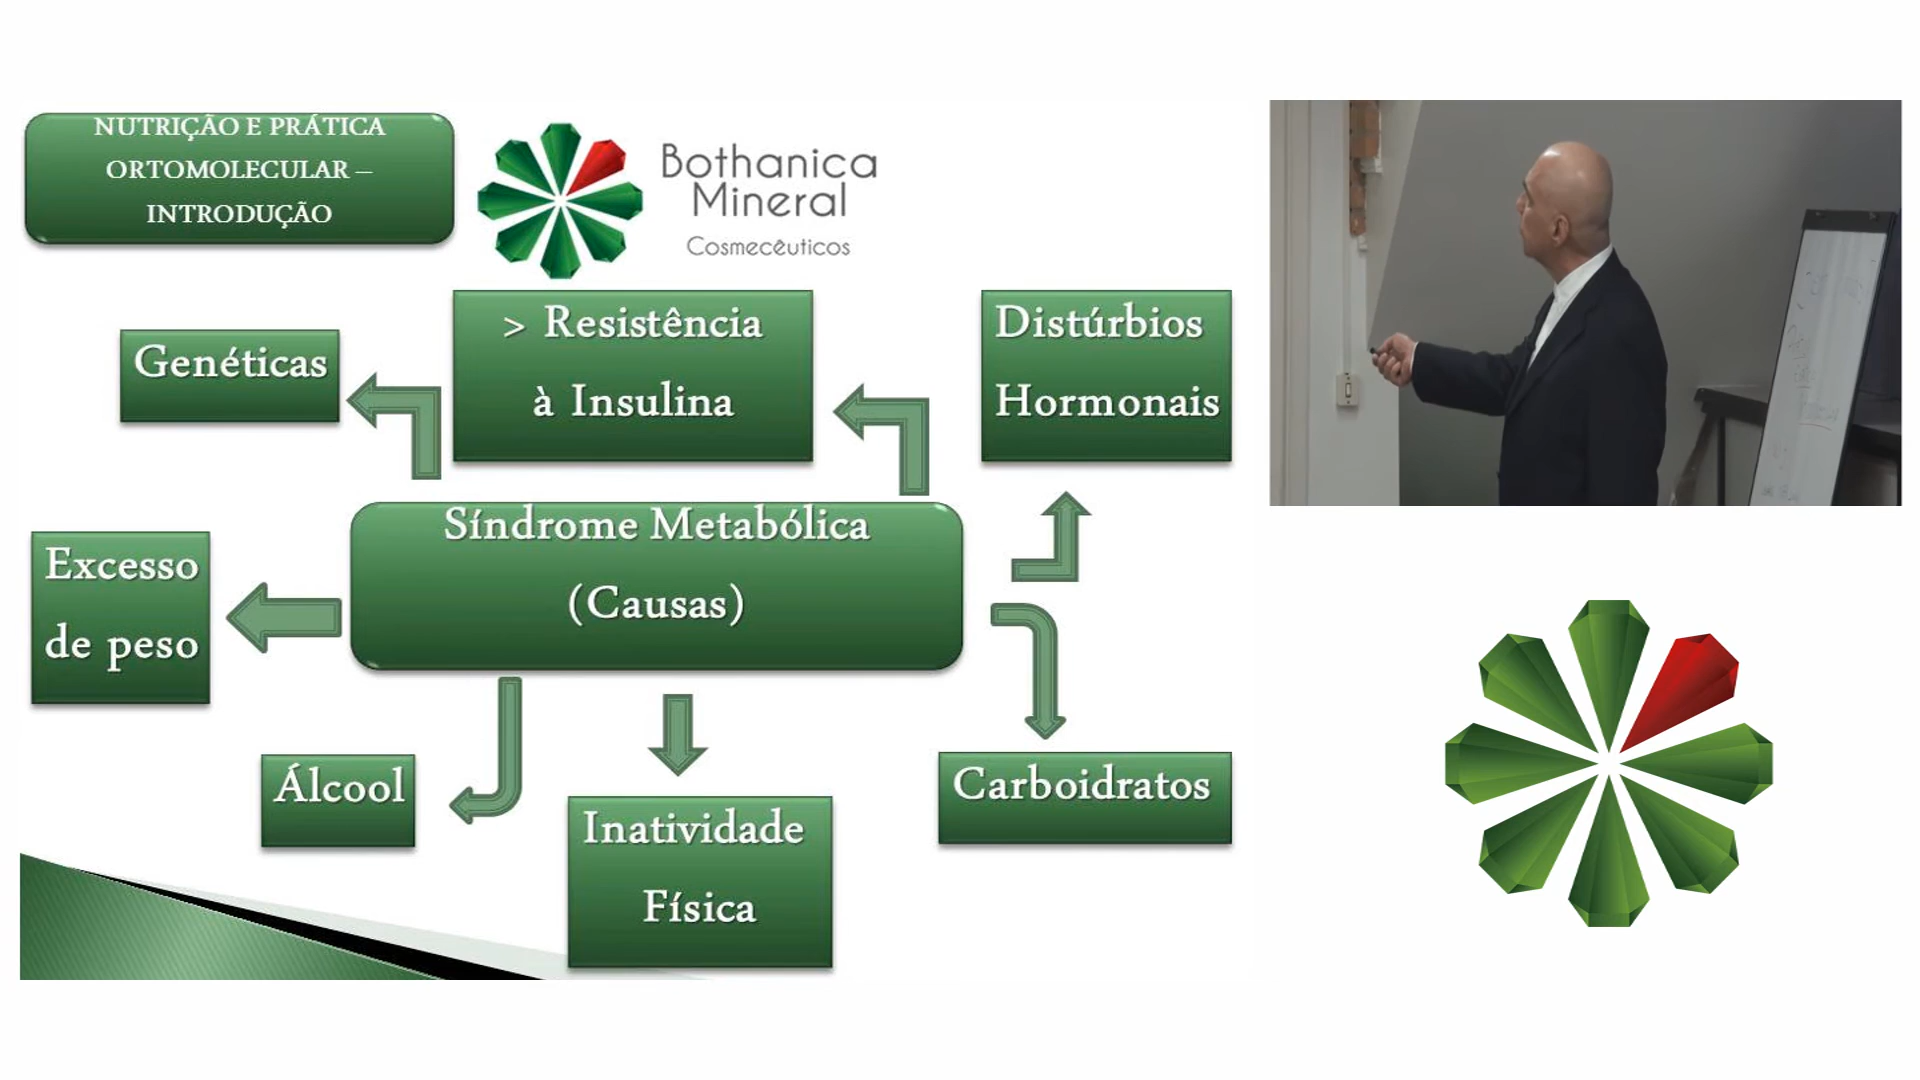 NUTRIÇÃO E PRÁTICA
ORTOMOLECULAR –
INTRODUÇÃO
Bothanica
Mineral
Cosmecêuticos
Genéticas
> Resistência
à Insulina
Distúrbios
Hormonais
Síndrome Metabólica
(Causas)
Excesso
de peso
Álcool
Inatividade
Física
Carboidratos